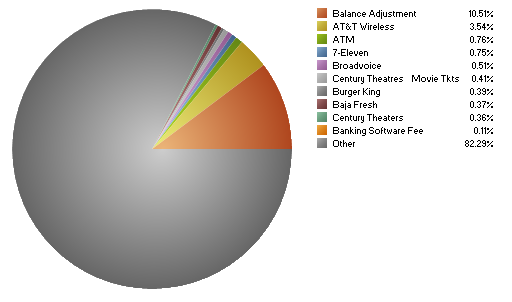 Balance Adjustment 10.51%
AT&T Wireless 3.54%
ATM 0.76%
7-Eleven 0.75%
Broadvoice 0.51%
Century Theatres Movie Tkts 0.41%
Burger King 0.39%
Baja Fresh 0.37%
Century Theaters 0.36%
Banking Software Fee 0.11%
Other 82.29%